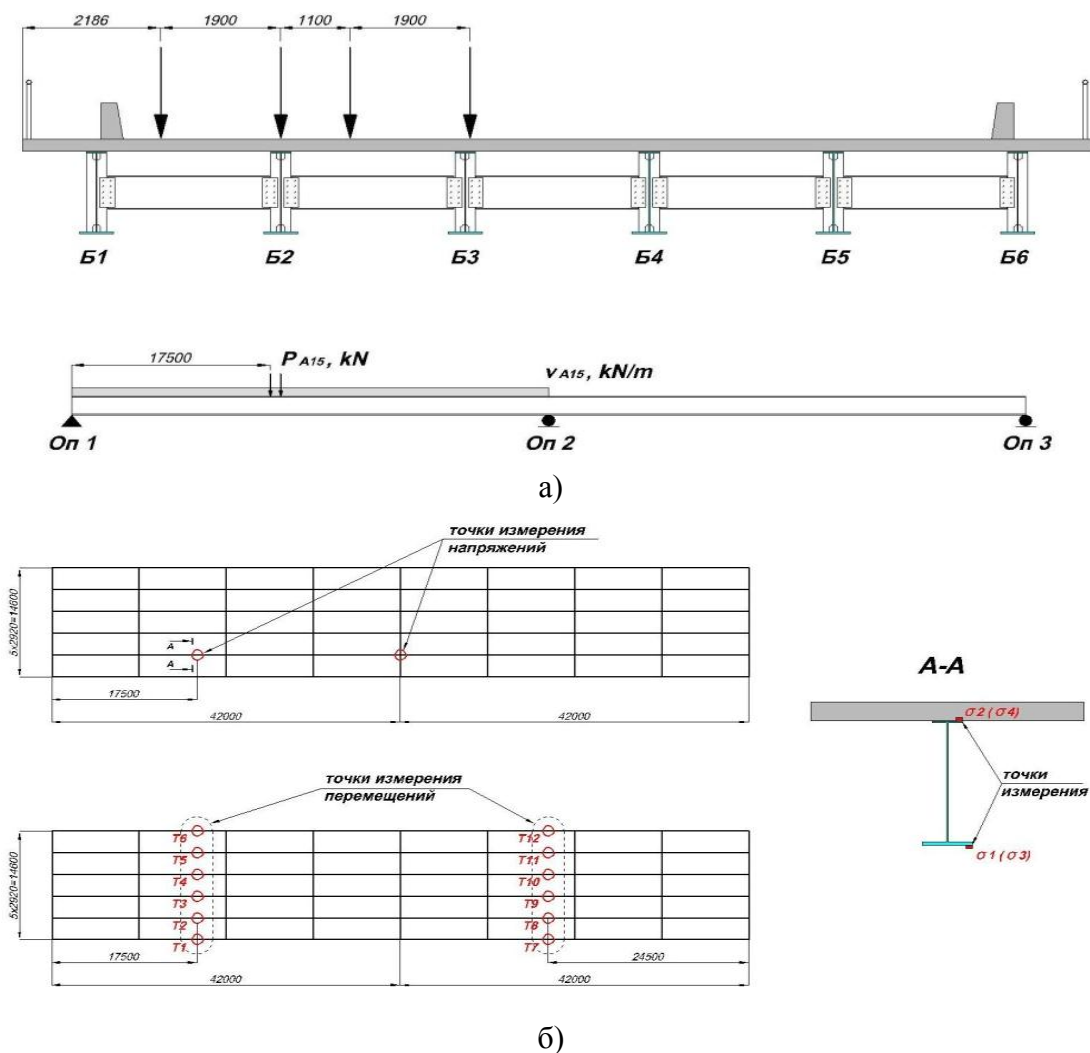 2186 1900 1100 1900
Б1 Б2 Б3 Б4 Б5 Б6
17500 P A15, kN v A15, kN/m
Оп 1 Оп 2 Оп 3
а)
точки измерения
напряжений
5x2920=14600
A
A
17500
42000 42000
A-A
σ2 (σ4)
точки
измерения
σ1 (σ3)
точки измерения
перемещений
5x2920=14600
T6 T12
T5 T11
T4 T10
T3 T9
T2 T8
T1 T7
17500 24500
42000 42000
б)